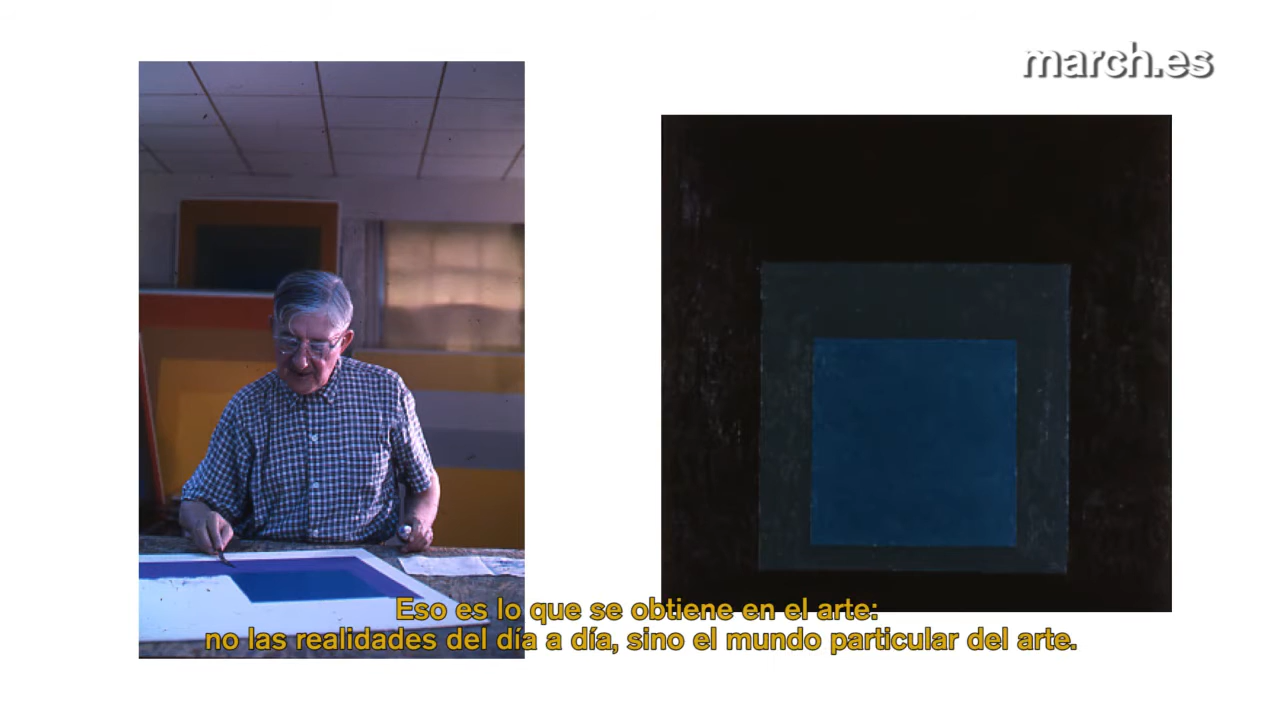 march.es
Eso es lo que se obtiene en el arte:
no las realidades del día a día, sino el mundo particular del arte.